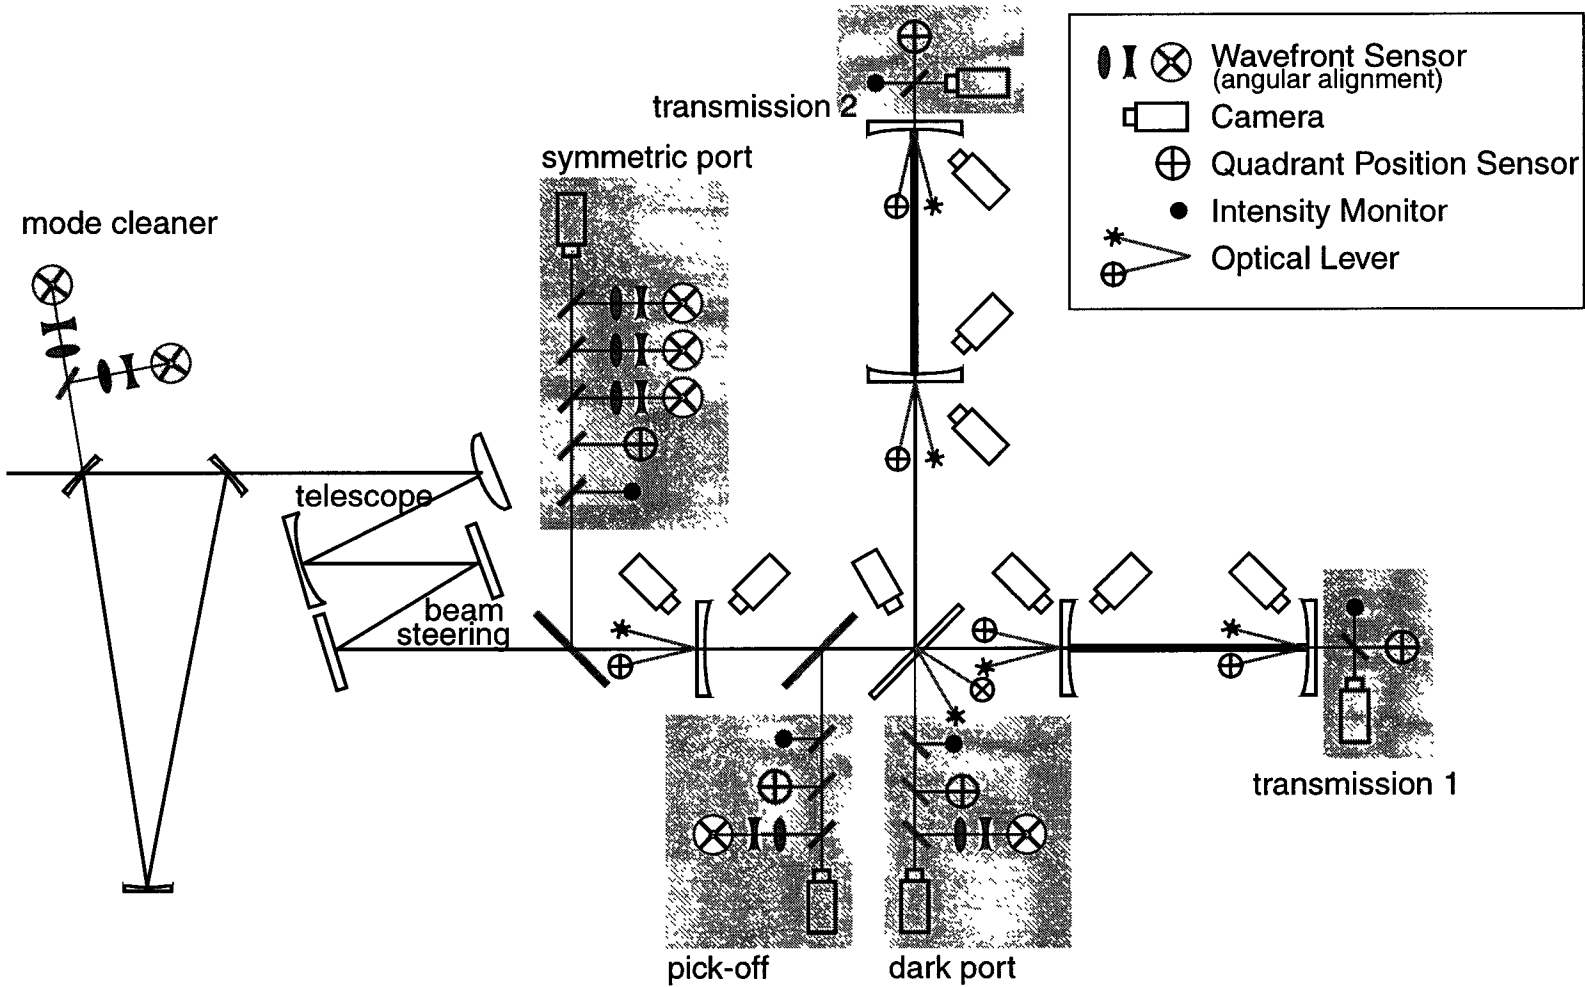 Wavefront Sensor
(angular alignment)
Camera
Quadrant Position Sensor
Intensity Monitor
Optical Lever
transmission 2
symmetric port
mode cleaner
telescope
beam
steering
transmission 1
pick-off
dark port